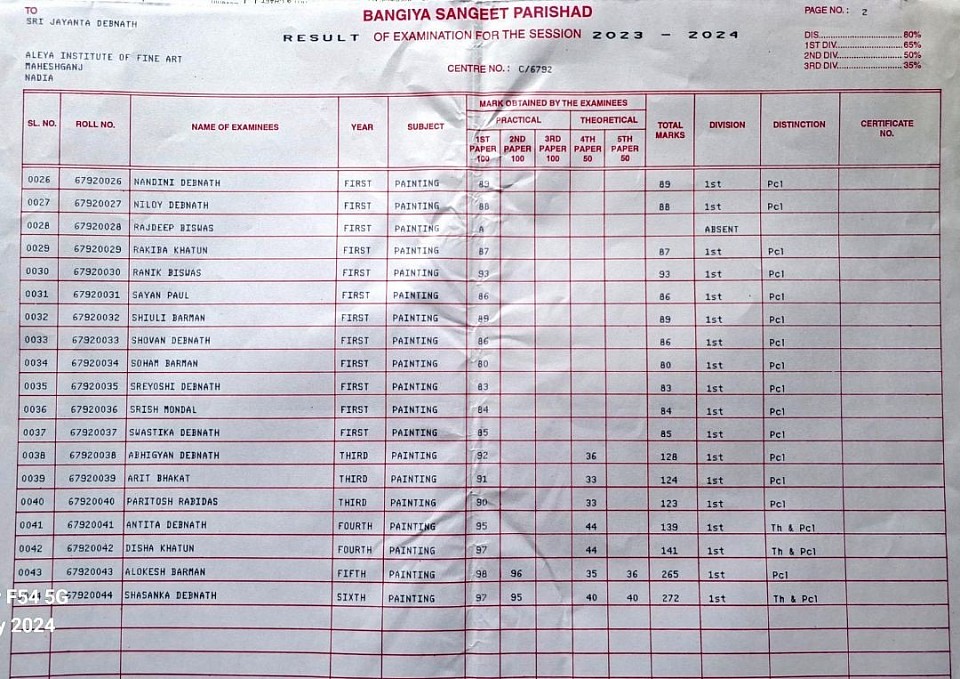 TO
SRI JAYANTA DEBNATH
ALEYA INSTITUTE OF FINE ART
MAHESHGANJ
NADIA
BANGIYA SANGEET PARISHAD
RESULT OF EXAMINATION FOR THE SESSION 2023 - 2024
CENTRE NO.: C/6792
PAGE NO.: 2
DIS.............................. 80%
1ST DIV......................... 65%
2ND DIV........................ 50%
3RD DIV........................ 35%
SL. NO. ROLL NO. NAME OF EXAMINEES YEAR SUBJECT MARK OBTAINED BY THE EXAMINEES TOTAL MARKS DIVISION DISTINCTION CERTIFICATE NO.
PRACTICAL THEORETICAL
1ST PAPER 100 2ND PAPER 100 3RD PAPER 100 4TH PAPER 50 5TH PAPER 50
0026 67920026 NANDINI DEBNATH FIRST PAINTING 89 89 1st Pcl
0027 67920027 NILOY DEBNATH FIRST PAINTING 88 88 1st Pcl
0028 67920028 RAJDEEP BISWAS FIRST PAINTING A ABSENT
0029 67920029 RAKIBA KHATUN FIRST PAINTING 87 87 1st Pcl
0030 67920030 RANIK BISWAS FIRST PAINTING 93 93 1st Pcl
0031 67920031 SAYAN PAUL FIRST PAINTING 86 86 1st Pcl
0032 67920032 SHIULI BARMAN FIRST PAINTING 89 89 1st Pcl
0033 67920033 SHOVAN DEBNATH FIRST PAINTING 86 86 1st Pcl
0034 67920034 SOHAM BARMAN FIRST PAINTING 80 80 1st Pcl
0035 67920035 SREYOSHI DEBNATH FIRST PAINTING 83 83 1st Pcl
0036 67920036 SRISH MONDAL FIRST PAINTING 84 84 1st Pcl
0037 67920037 SWASTIKA DEBNATH FIRST PAINTING 85 85 1st Pcl
0038 67920038 ABHIGYAN DEBNATH THIRD PAINTING 92 36 128 1st Pcl
0039 67920039 ARIT BHAKAT THIRD PAINTING 91 33 124 1st Pcl
0040 67920040 PARITOSH RABIDAS THIRD PAINTING 90 33 123 1st Pcl
0041 67920041 ANTITA DEBNATH FOURTH PAINTING 95 44 139 1st Th & Pcl
0042 67920042 DISHA KHATUN FOURTH PAINTING 97 44 141 1st Th & Pcl
0043 67920043 ALOKESH BARMAN FIFTH PAINTING 98 96 35 36 265 1st Pcl
67920044 SHASANKA DEBNATH SIXTH PAINTING 97 95 40 40 272 1st Th & Pcl
F54 5G
2024